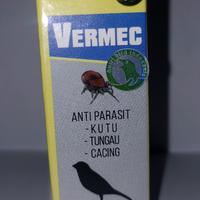 VERMEC
ANTI PARASIT
- KUTU
- TUNGAU
- CACING